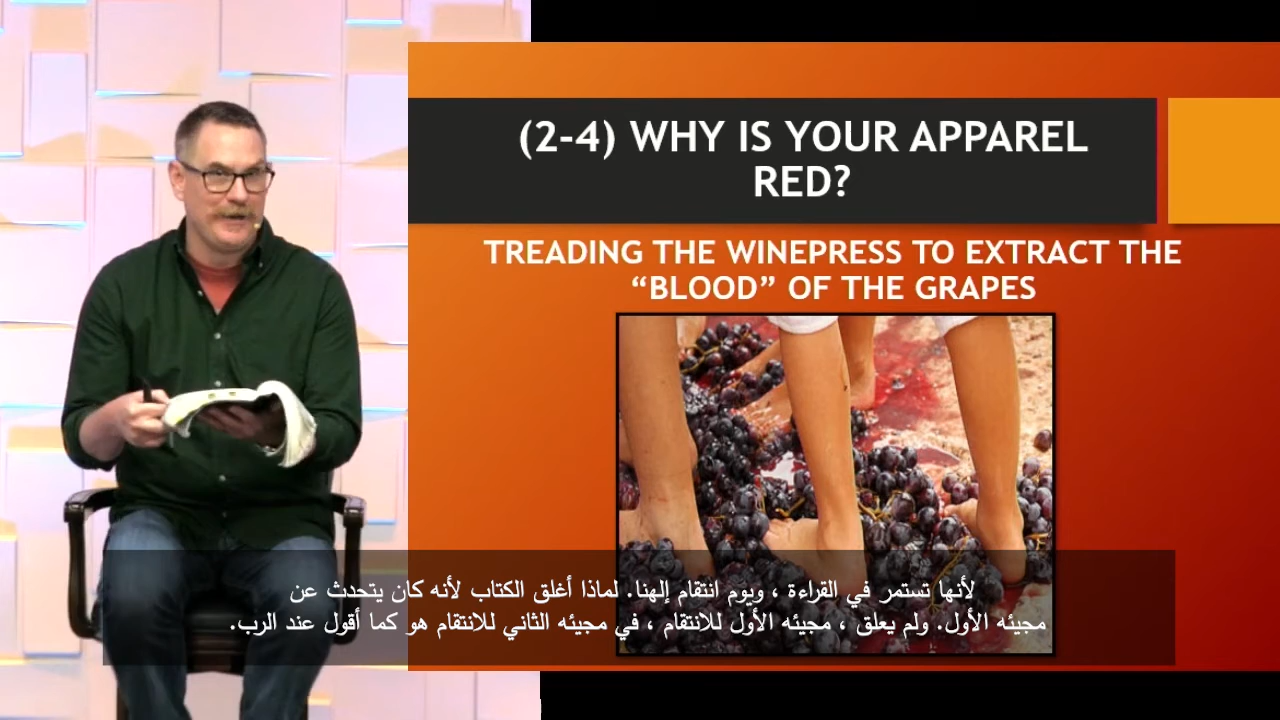 (2-4) WHY IS YOUR APPAREL
RED?
TREADING THE WINEPRESS TO EXTRACT THE
“BLOOD” OF THE GRAPES
لأنها تستمر في القراءة ، ويوم انتقام إلهنا. لماذا أغلق الكتاب لأنه كان يتحدث عن
مجيئه الأول. ولم يعلق ، مجيئه الأول للانتقام ، في مجيئه الثاني للانتقام هو كما أقول عند الرب.